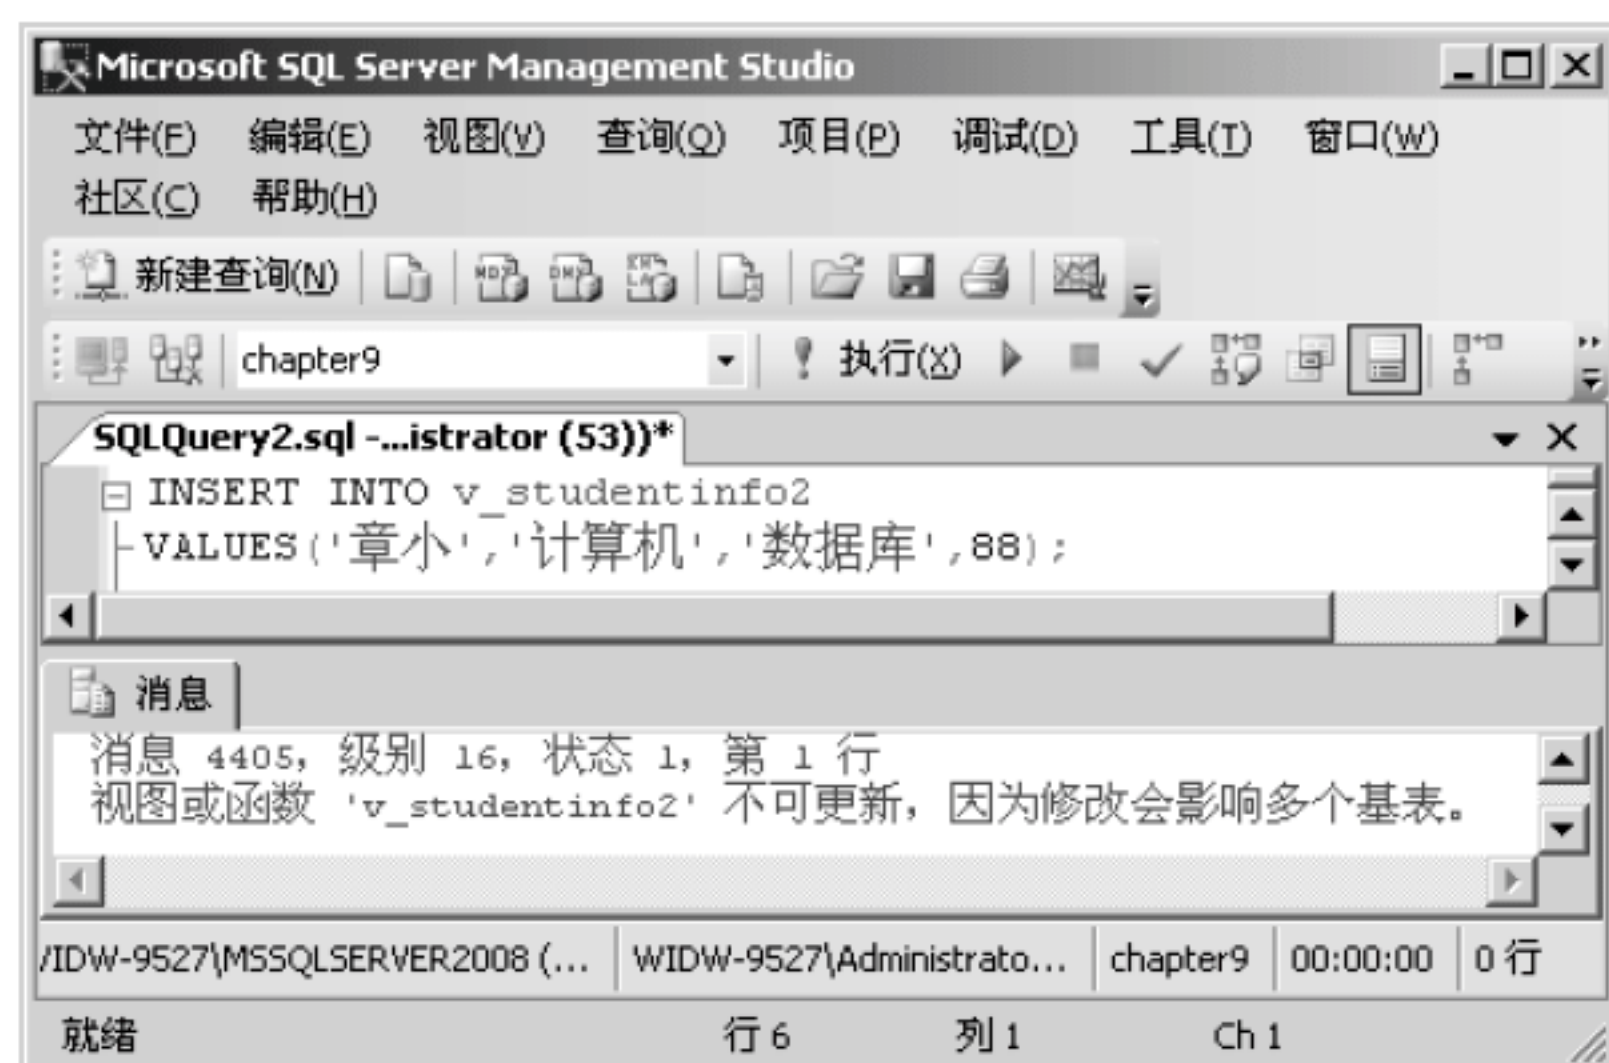 Microsoft SQL Server Management Studio
文件(F) 编辑(E) 视图(V) 查询(Q) 项目(P) 调试(D) 工具(T) 窗口(W)
社区(C) 帮助(H)
新建查询(N)
chapter9 执行(X)
SQLQuery2.sql -...istrator (53))*
INSERT INTO v_studentinfo2
VALUES('章小','计算机','数据库',88);
消息
消息 4405，级别 16，状态 1，第 1 行
视图或函数 'v_studentinfo2' 不可更新，因为修改会影响多个基表。
/IDW-9527\MSSQLSERVER2008 (... WIDW-9527\Administrato... chapter9 00:00:00 0 行
就绪 行 6 列 1 Ch 1